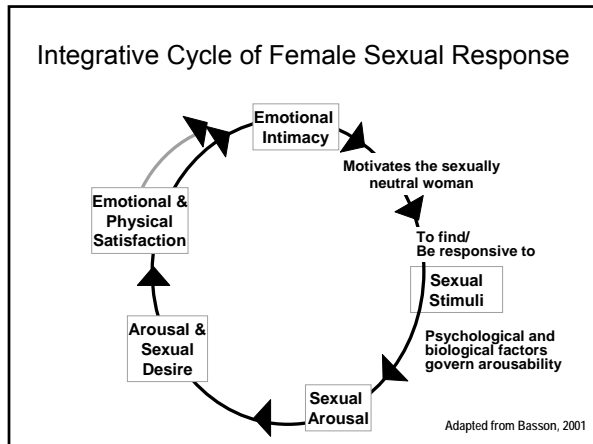 Integrative Cycle of Female Sexual Response
Emotional
Intimacy
Motivates the sexually
neutral woman
To find/
Be responsive to
Sexual
Stimuli
Psychological and
biological factors
govern arousability
Sexual
Arousal
Arousal &
Sexual
Desire
Emotional &
Physical
Satisfaction
Adapted from Basson, 2001